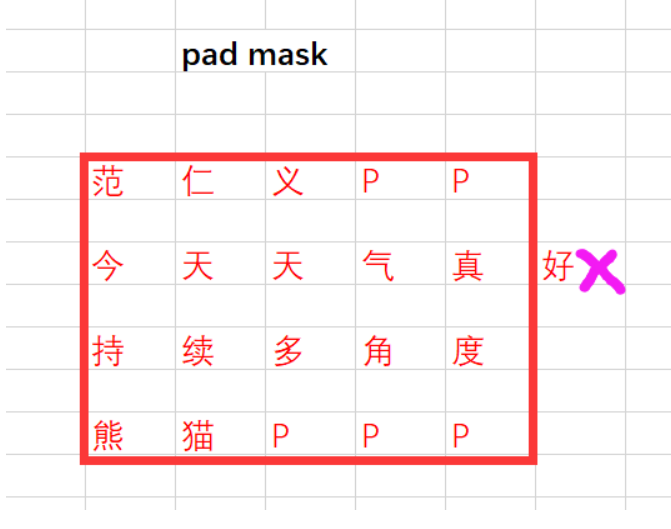 pad mask
范 仁 义 P P
今 天 天 气 真 好
持 续 多 角 度
熊 猫 P P P